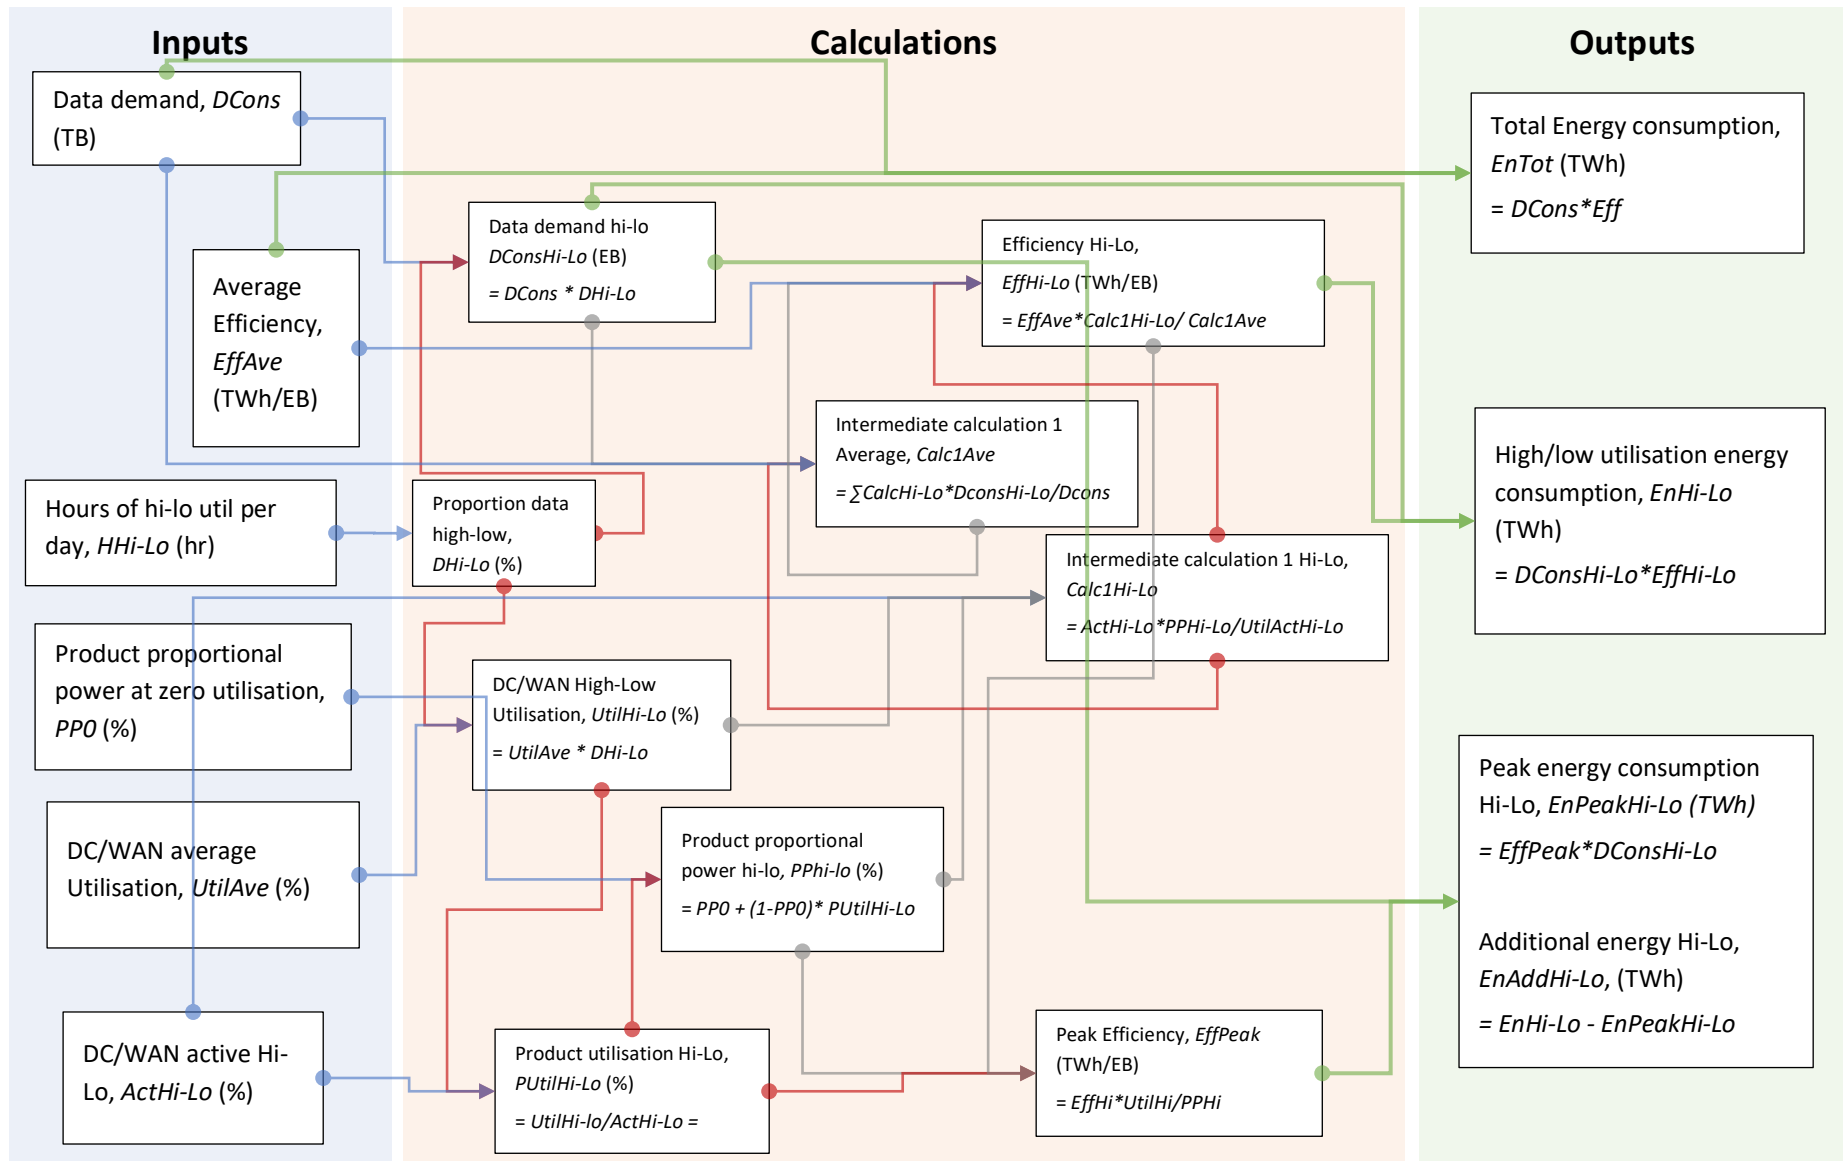 Inputs
Data demand, DCons
(TB)
Average
Efficiency,
EffAve
(TWh/EB)
Hours of hi-lo util per
day, HHi-Lo (hr)
Product proportional
power at zero utilisation,
PP0 (%)
DC/WAN average
Utilisation, UtilAve (%)
DC/WAN active Hi-
Lo, ActHi-Lo (%)
Calculations
Data demand hi-lo
DConsHi-Lo (EB)
= DCons * DHi-Lo
Efficiency Hi-Lo,
EffHi-Lo (TWh/EB)
= EffAve*Calc1Hi-Lo/ Calc1Ave
Intermediate calculation 1
Average, Calc1Ave
= ∑CalcHi-Lo*DconsHi-Lo/Dcons
Proportion data
high-low,
DHi-Lo (%)
Intermediate calculation 1 Hi-Lo,
Calc1Hi-Lo
= ActHi-Lo*PPHi-Lo/UtilActHi-Lo
DC/WAN High-Low
Utilisation, UtilHi-Lo (%)
= UtilAve * DHi-Lo
Product proportional
power hi-lo, PPhi-lo (%)
= PP0 + (1-PP0)* PUtilHi-Lo
Product utilisation Hi-Lo,
PUtilHi-Lo (%)
= UtilHi-lo/ActHi-Lo =
Peak Efficiency, EffPeak
(TWh/EB)
= EffHi*UtilHi/PPHi
Outputs
Total Energy consumption,
EnTot (TWh)
= DCons*Eff
High/low utilisation energy
consumption, EnHi-Lo
(TWh)
= DConsHi-Lo*EffHi-Lo
Peak energy consumption
Hi-Lo, EnPeakHi-Lo (TWh)
= EffPeak*DConsHi-Lo
Additional energy Hi-Lo,
EnAddHi-Lo, (TWh)
= EnHi-Lo - EnPeakHi-Lo